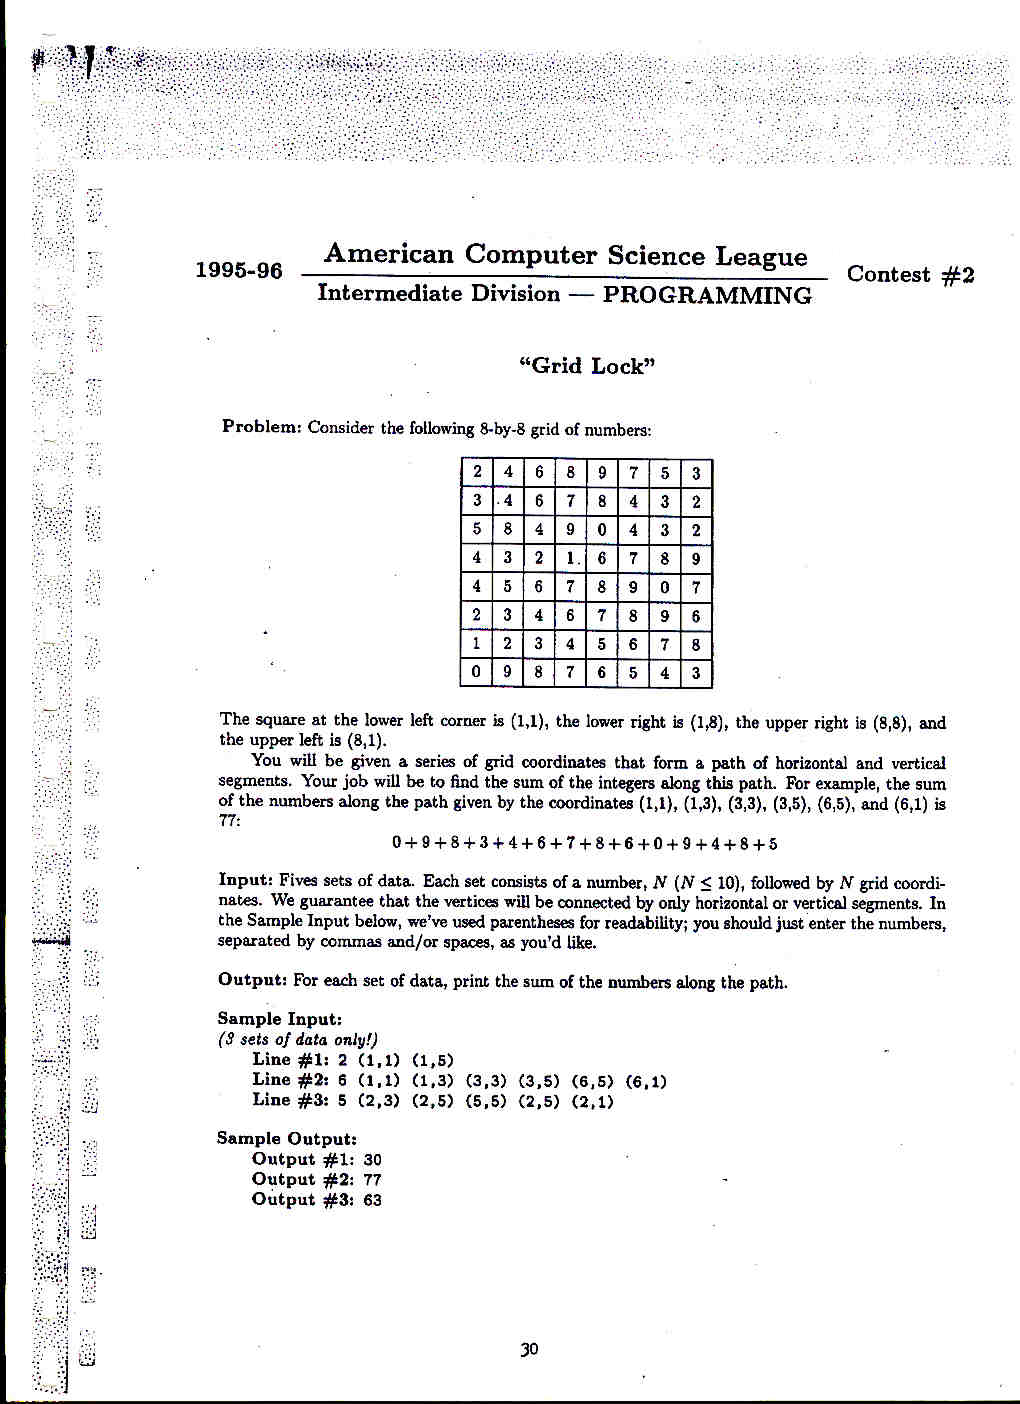 1995-96
American Computer Science League
Intermediate Division — PROGRAMMING
Contest #2
“Grid Lock”
Problem: Consider the following 8-by-8 grid of numbers:
2 4 6 8 9 7 5 3
3 4 6 7 8 4 3 2
5 8 4 9 0 4 3 2
4 3 2 1 6 7 8 9
4 5 6 7 8 9 0 7
2 3 4 6 7 8 9 6
1 2 3 4 5 6 7 8
0 9 8 7 6 5 4 3
The square at the lower left corner is (1,1), the lower right is (1,8), the upper right is (8,8), and
the upper left is (8,1).
You will be given a series of grid coordinates that form a path of horizontal and vertical
segments. Your job will be to find the sum of the integers along this path. For example, the sum
of the numbers along the path given by the coordinates (1,1), (1,3), (3,3), (3,5), (6,5), and (6,1) is
77:
0 + 9 + 8 + 3 + 4 + 6 + 7 + 8 + 6 + 0 + 9 + 4 + 8 + 5
Input: Fives sets of data. Each set consists of a number, N (N ≤ 10), followed by N grid coordi-
nates. We guarantee that the vertices will be connected by only horizontal or vertical segments. In
the Sample Input below, we've used parentheses for readability; you should just enter the numbers,
separated by commas and/or spaces, as you'd like.
Output: For each set of data, print the sum of the numbers along the path.
Sample Input:
(3 sets of data only!)
Line #1: 2 (1,1) (1,5)
Line #2: 6 (1,1) (1,3) (3,3) (3,5) (6,5) (6,1)
Line #3: 5 (2,3) (2,5) (5,5) (2,5) (2,1)
Sample Output:
Output #1: 30
Output #2: 77
Output #3: 63
30